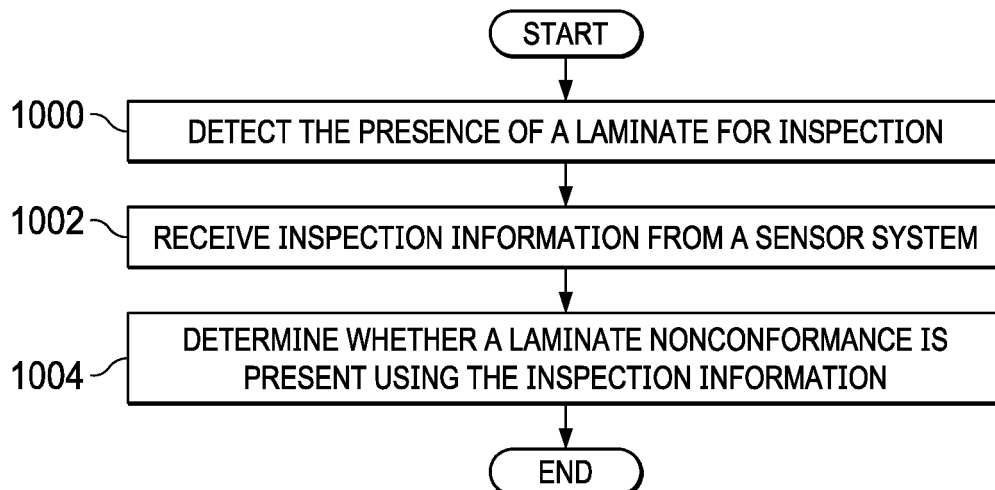 START
1000
DETECT THE PRESENCE OF A LAMINATE FOR INSPECTION
1002
RECEIVE INSPECTION INFORMATION FROM A SENSOR SYSTEM
1004
DETERMINE WHETHER A LAMINATE NONCONFORMANCE IS
PRESENT USING THE INSPECTION INFORMATION
END